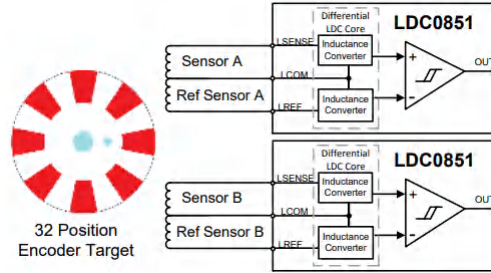 32 Position
Encoder Target
Sensor A
Ref Sensor A
LSENSE
LCOM
LREF
Differential
LDC Core
Inductance
Converter
Inductance
Converter
LDC0851
+
-
OUT
Sensor B
Ref Sensor B
LSENSE
LCOM
LREF
Differential
LDC Core
Inductance
Converter
Inductance
Converter
LDC0851
+
-
OUT